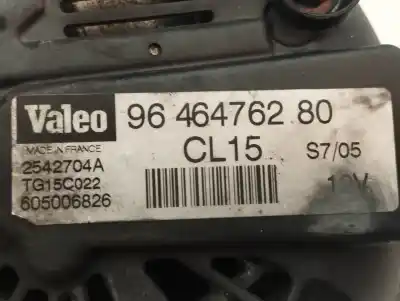 Valeo 96 464762 80
MADE IN FRANCE CL15 S7/05
2542704A
TG15C022 12V
605006826